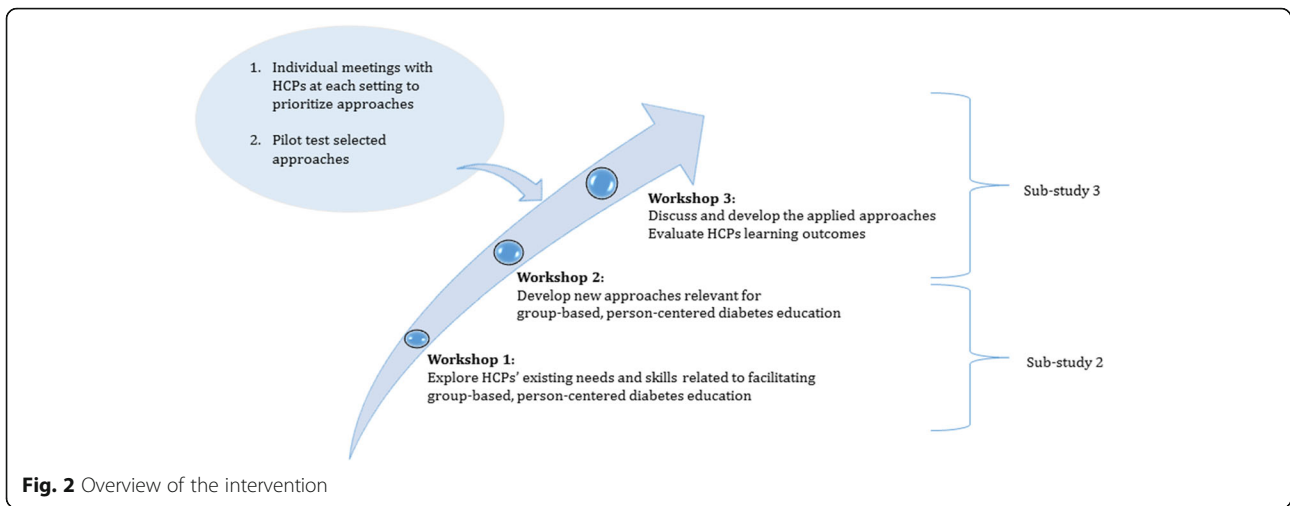 1. Individual meetings with
HCPs at each setting to
prioritize approaches
2. Pilot test selected
approaches
Workshop 3:
Discuss and develop the applied approaches
Evaluate HCPs learning outcomes
Sub-study 3
Workshop 2:
Develop new approaches relevant for
group-based, person-centered diabetes education
Workshop 1:
Explore HCPs' existing needs and skills related to facilitating
group-based, person-centered diabetes education
Sub-study 2
Fig. 2 Overview of the intervention